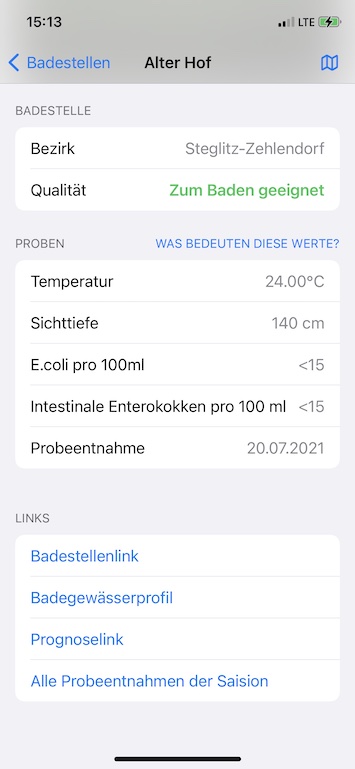 15:13
LTE
Badestellen
Alter Hof
BADESTELLE
Bezirk Steglitz-Zehlendorf
Qualität Zum Baden geeignet
PROBEN WAS BEDEUTEN DIESE WERTE?
Temperatur 24.00°C
Sichttiefe 140 cm
E.coli pro 100ml <15
Intestinale Enterokokken pro 100 ml <15
Probeentnahme 20.07.2021
LINKS
Badestellenlink
Badegewässerprofil
Prognoselink
Alle Probeentnahmen der Saision